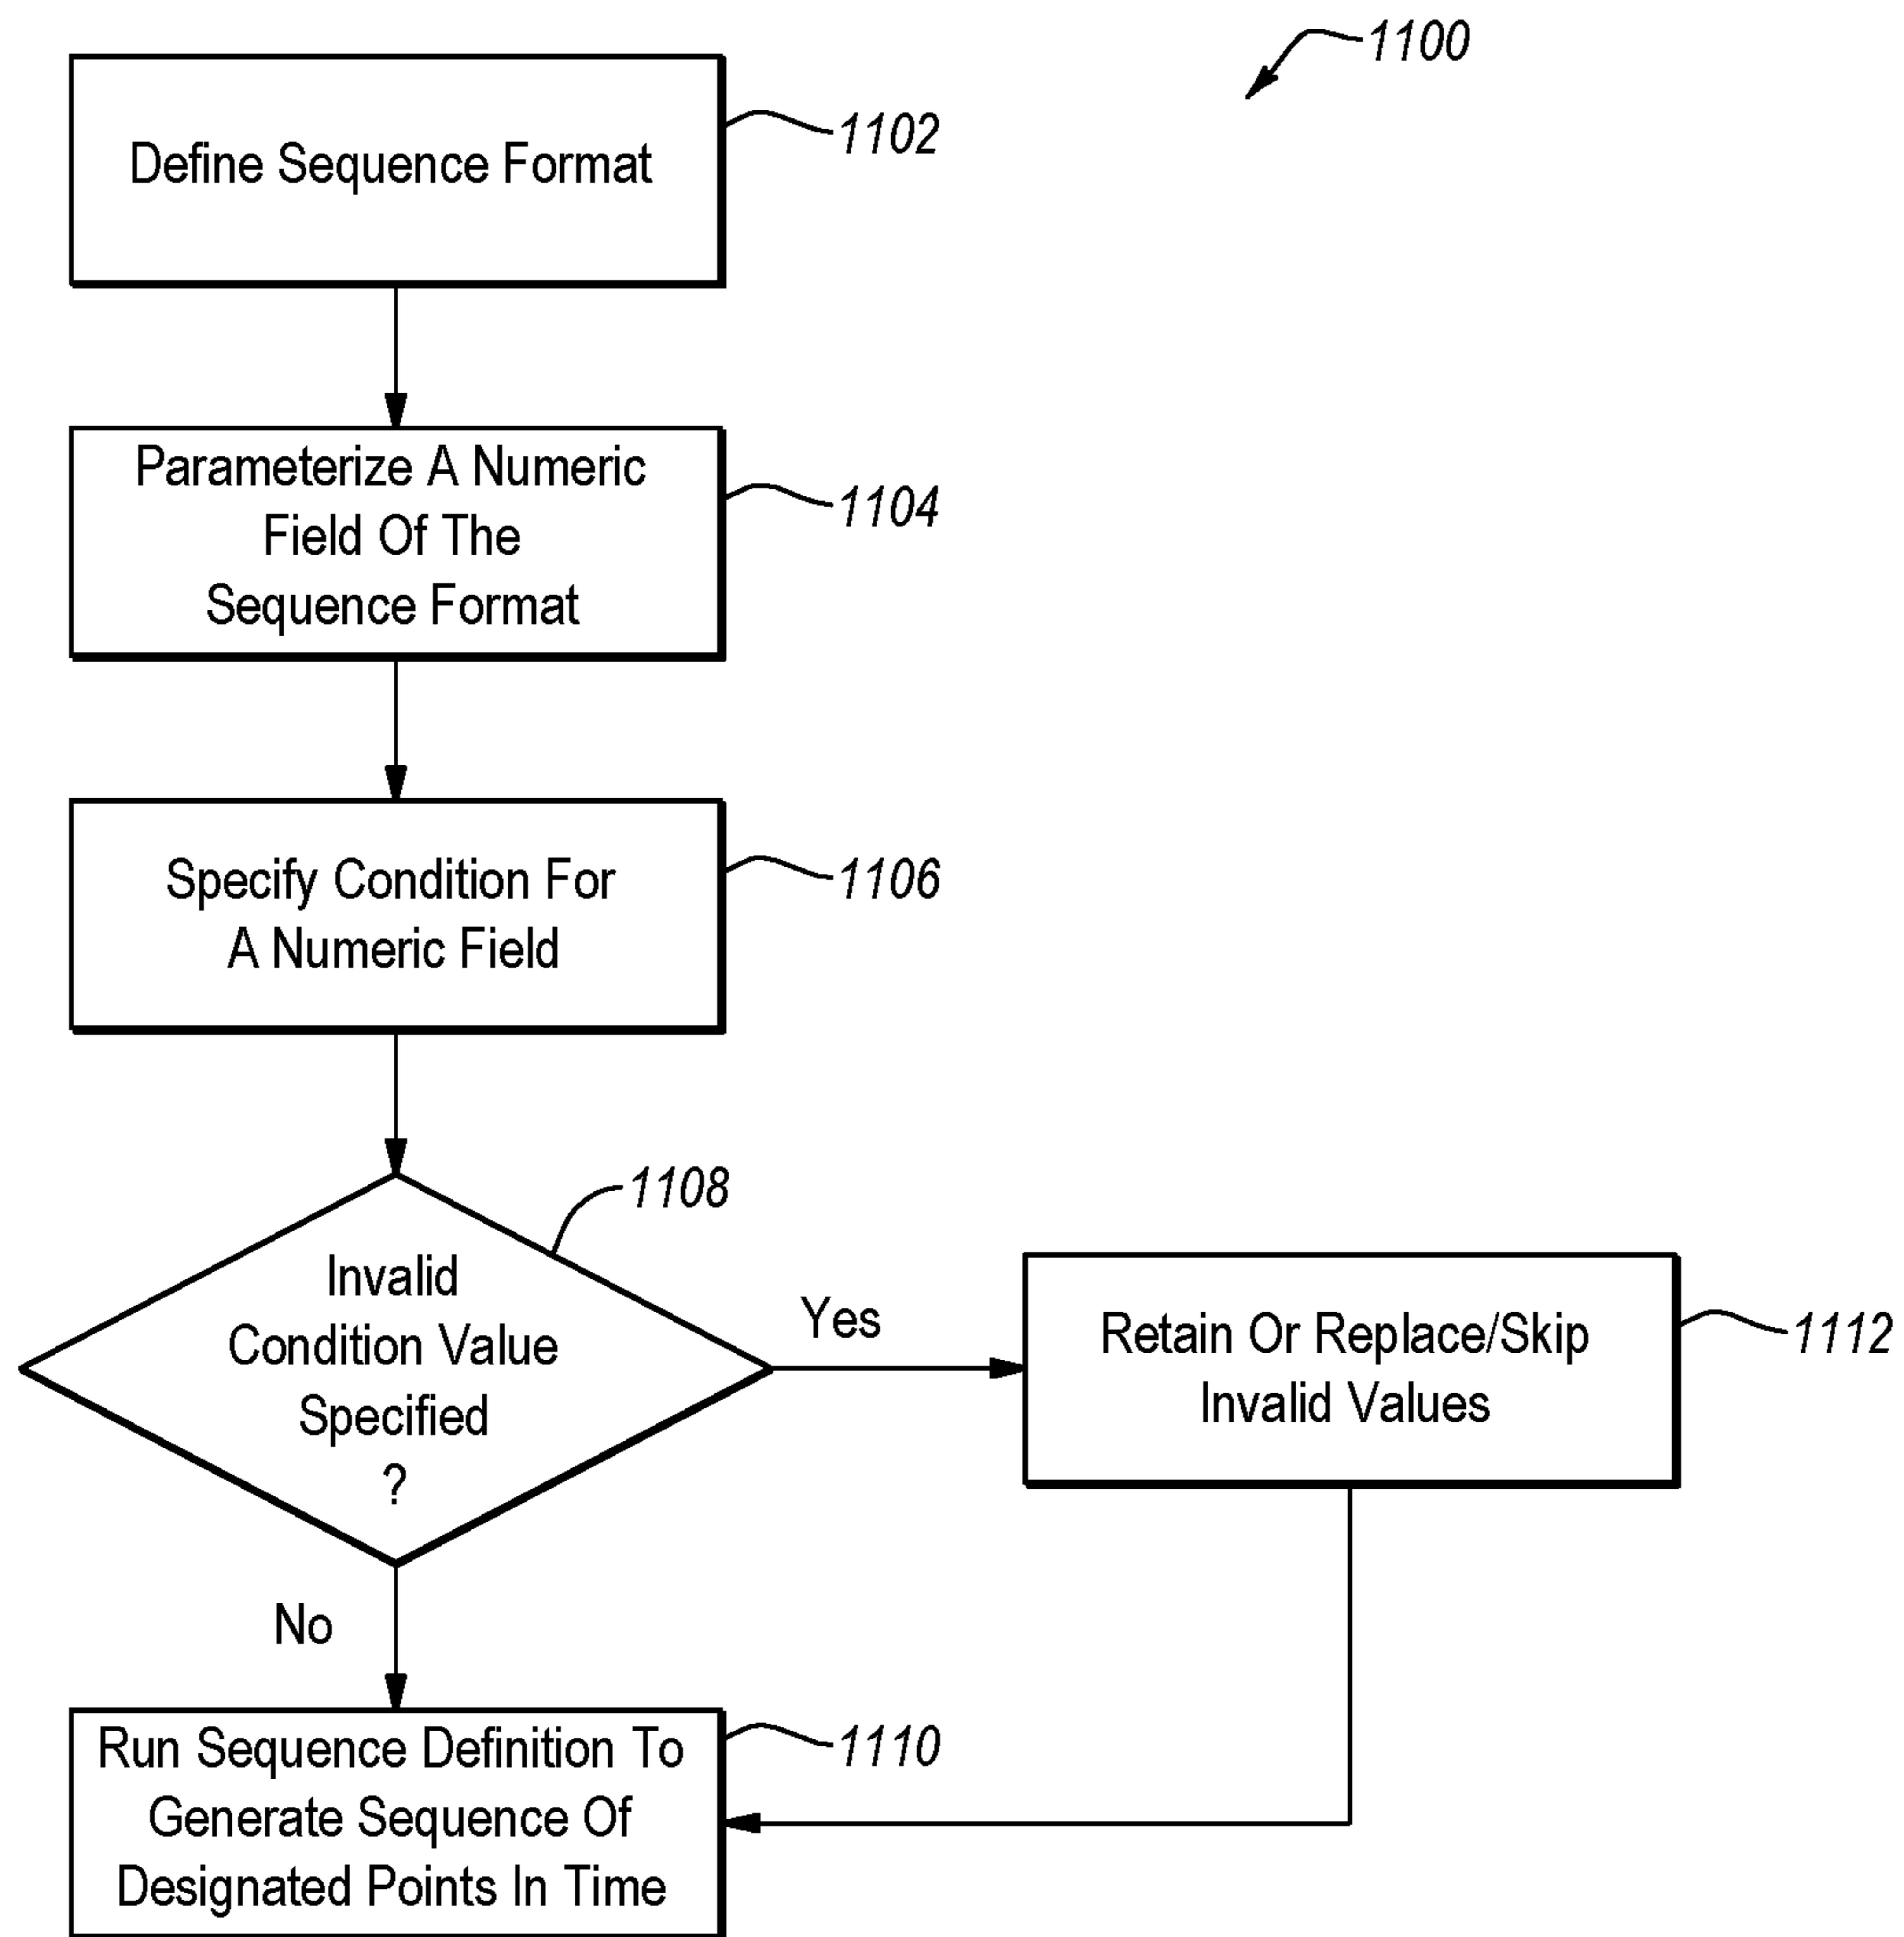 1100
Define Sequence Format
1102
Parameterize A Numeric
Field Of The
Sequence Format
1104
Specify Condition For
A Numeric Field
1106
Invalid
Condition Value
Specified
?
1108
Yes
Retain Or Replace/Skip
Invalid Values
1112
No
Run Sequence Definition To
Generate Sequence Of
Designated Points In Time
1110